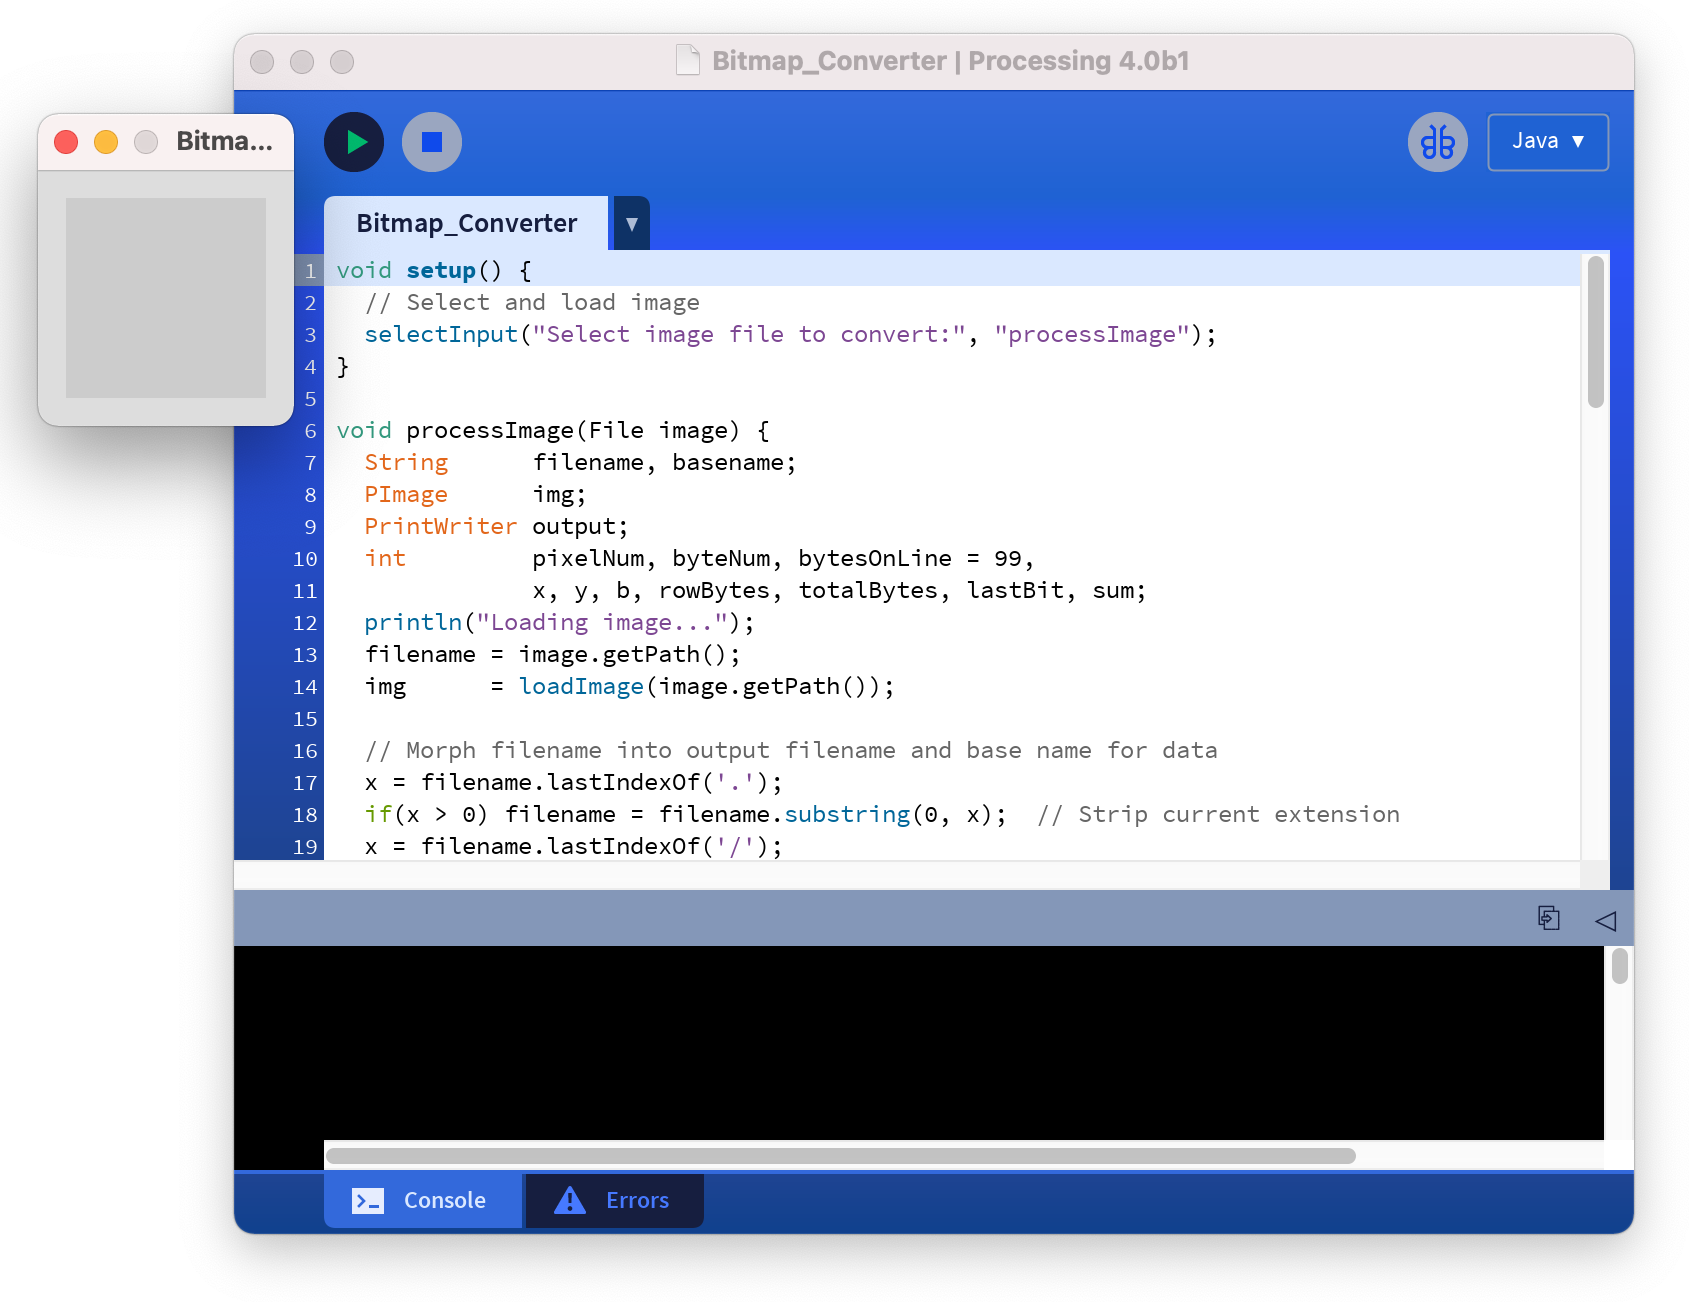 Bitmap_Converter | Processing 4.0b1
Bitma...
Java ▼
Bitmap_Converter ▼
1 void setup() {
2   // Select and load image
3   selectInput("Select image file to convert:", "processImage");
4 }
5
6 void processImage(File image) {
7   String      filename, basename;
8   PImage      img;
9   PrintWriter output;
10   int         pixelNum, byteNum, bytesOnLine = 99,
11               x, y, b, rowBytes, totalBytes, lastBit, sum;
12   println("Loading image...");
13   filename = image.getPath();
14   img      = loadImage(image.getPath());
15
16   // Morph filename into output filename and base name for data
17   x = filename.lastIndexOf('.');
18   if(x > 0) filename = filename.substring(0, x);  // Strip current extension
19   x = filename.lastIndexOf('/');
Console
Errors